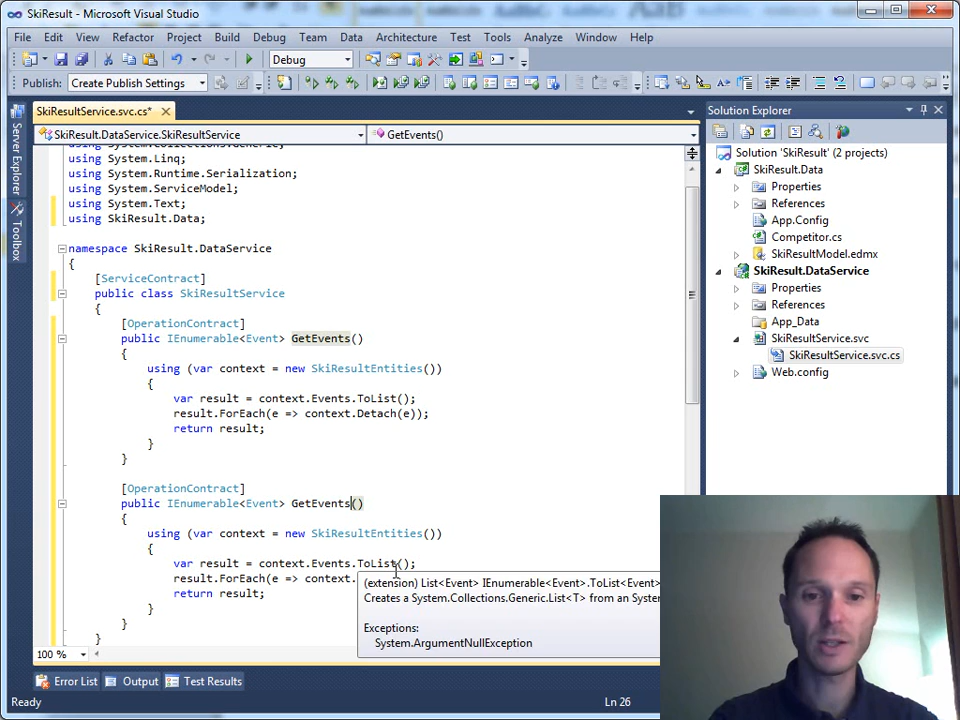 SkiResult - Microsoft Visual Studio
File Edit View Refactor Project Build Debug Team Data Architecture Test Tools Analyze Window Help
Debug
Publish: Create Publish Settings
SkiResultService.svc.cs*
SkiResult.DataService.SkiResultService
GetEvents()
using System.Collections.Generic;
using System.Linq;
using System.Runtime.Serialization;
using System.ServiceModel;
using System.Text;
using SkiResult.Data;
namespace SkiResult.DataService
{
[ServiceContract]
public class SkiResultService
{
[OperationContract]
public IEnumerable<Event> GetEvents()
{
using (var context = new SkiResultEntities())
{
var result = context.Events.ToList();
result.ForEach(e => context.Detach(e));
return result;
}
}
[OperationContract]
public IEnumerable<Event> GetEvents()
{
using (var context = new SkiResultEntities())
{
var result = context.Events.ToList();
result.ForEach(e => context.
return result;
}
}
}
(extension) List<Event> IEnumerable<Event>.ToList<Event>
Creates a System.Collections.Generic.List<T> from an System
Exceptions:
System.ArgumentNullException
100 %
Error List Output Test Results
Ready
Ln 26
Server Explorer
Toolbox
Solution Explorer
Solution 'SkiResult' (2 projects)
SkiResult.Data
Properties
References
App.Config
Competitor.cs
SkiResultModel.edmx
SkiResult.DataService
Properties
References
App_Data
SkiResultService.svc
SkiResultService.svc.cs
Web.config